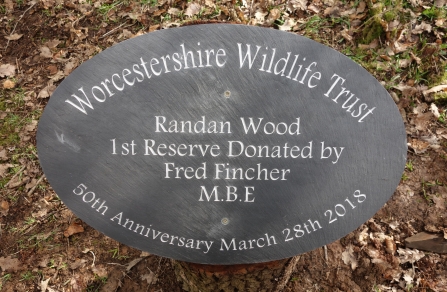 Worcestershire Wildlife Trust
Randan Wood
1st Reserve Donated by
Fred Fincher
M.B.E
50th Anniversary March 28th 2018